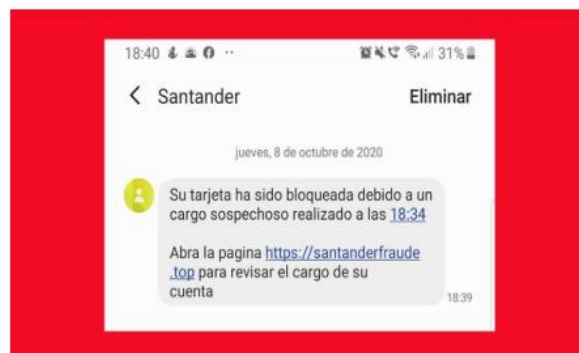 18:40 ··
31%
Santander
Eliminar
jueves, 8 de octubre de 2020
Su tarjeta ha sido bloqueada debido a un
cargo sospechoso realizado a las 18:34
Abra la pagina https://santanderfraude
.top para revisar el cargo de su
cuenta
18:39